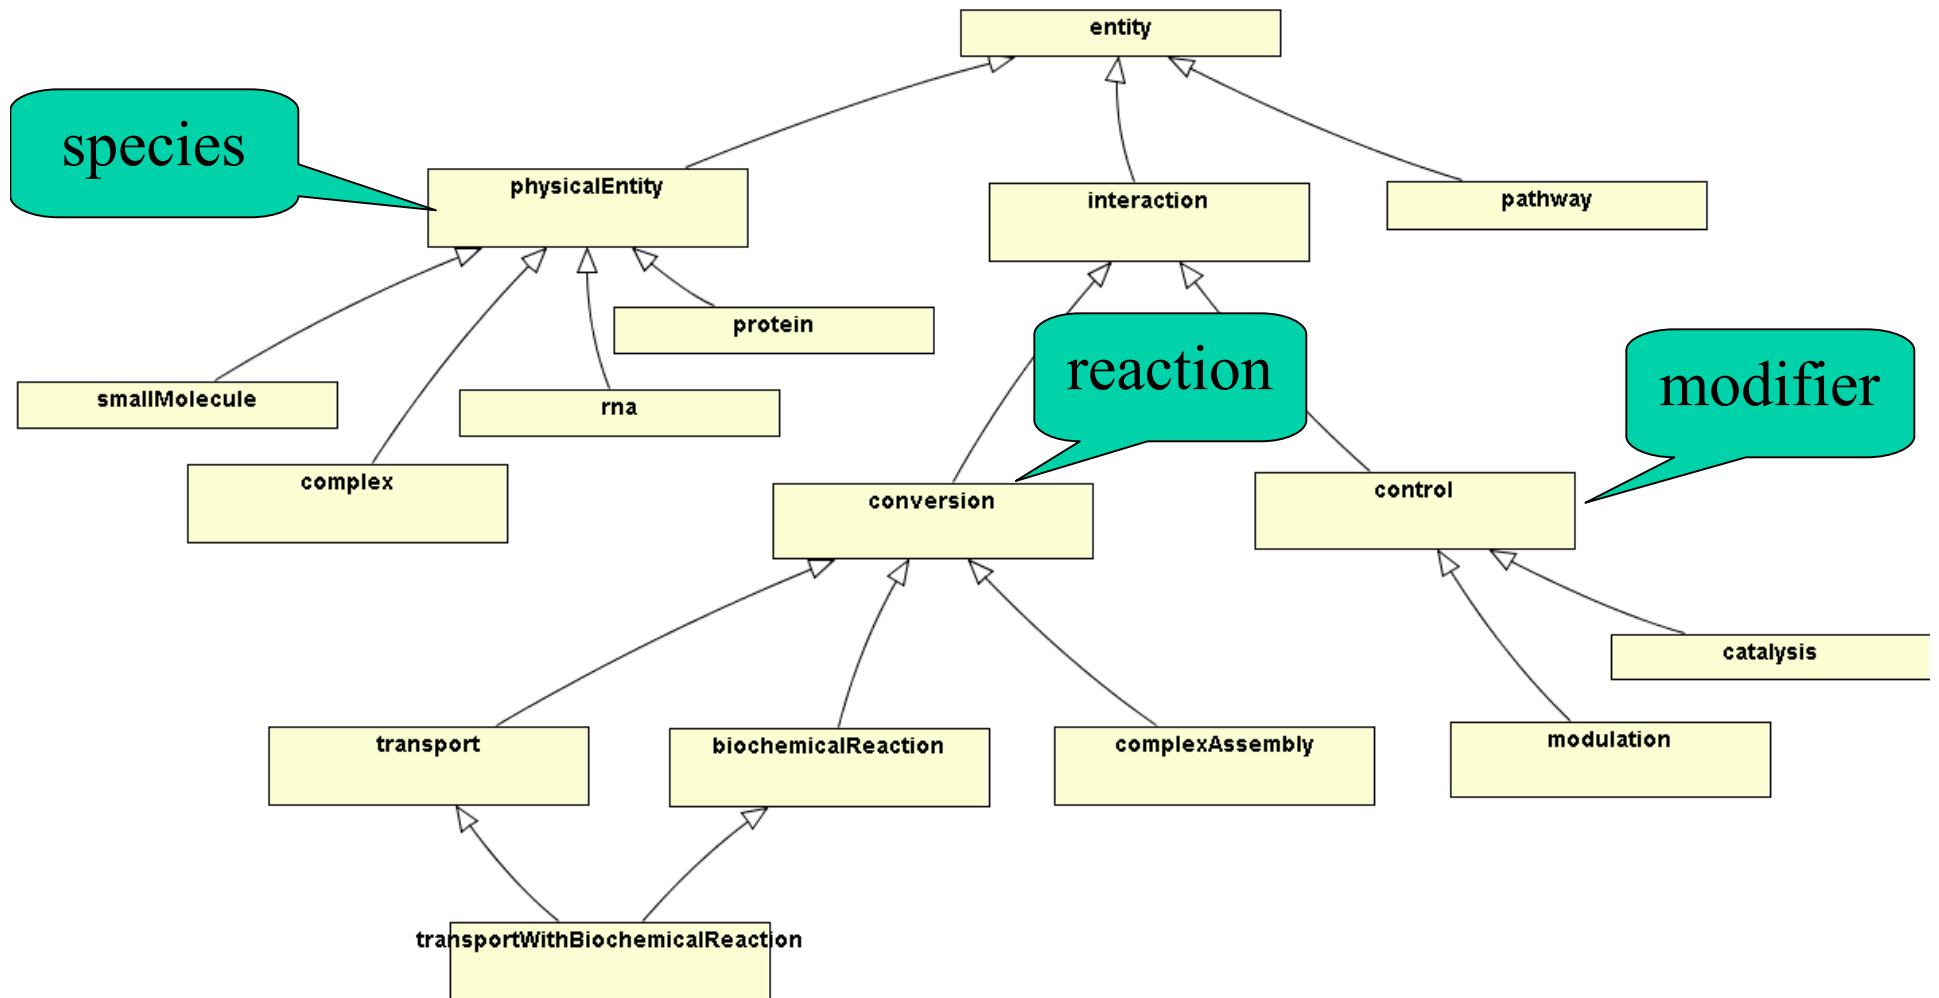 entity
species
physicalEntity
interaction
pathway
protein
reaction
modifier
smallMolecule
rna
complex
conversion
control
catalysis
transport
biochemicalReaction
complexAssembly
modulation
transportWithBiochemicalReaction